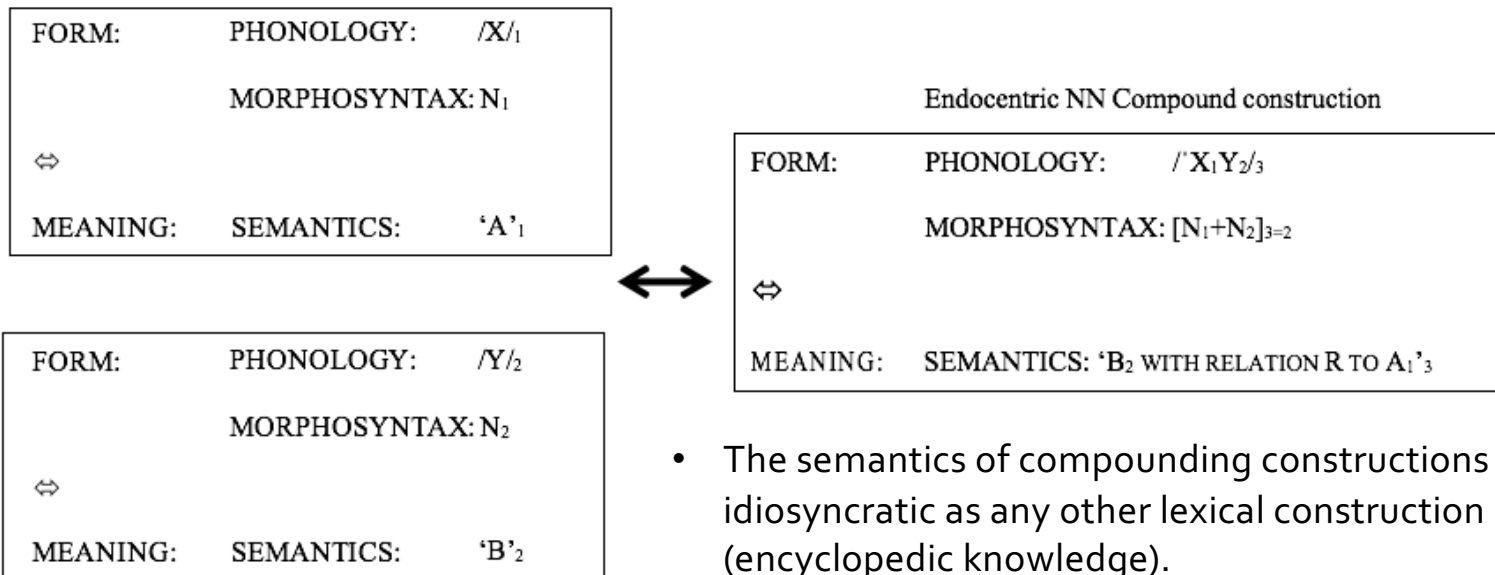 FORM: PHONOLOGY: /X/₁
MORPHOSYNTAX: N₁
⇔
MEANING: SEMANTICS: ‘A’₁
FORM: PHONOLOGY: /Y/₂
MORPHOSYNTAX: N₂
⇔
MEANING: SEMANTICS: ‘B’₂
Endocentric NN Compound construction
FORM: PHONOLOGY: /ˈX₁Y₂/₃
MORPHOSYNTAX: [N₁+N₂]₃₌₂
⇔
MEANING: SEMANTICS: ‘B₂ WITH RELATION R TO A₁’₃
• The semantics of compounding constructions
idiosyncratic as any other lexical construction
(encyclopedic knowledge).